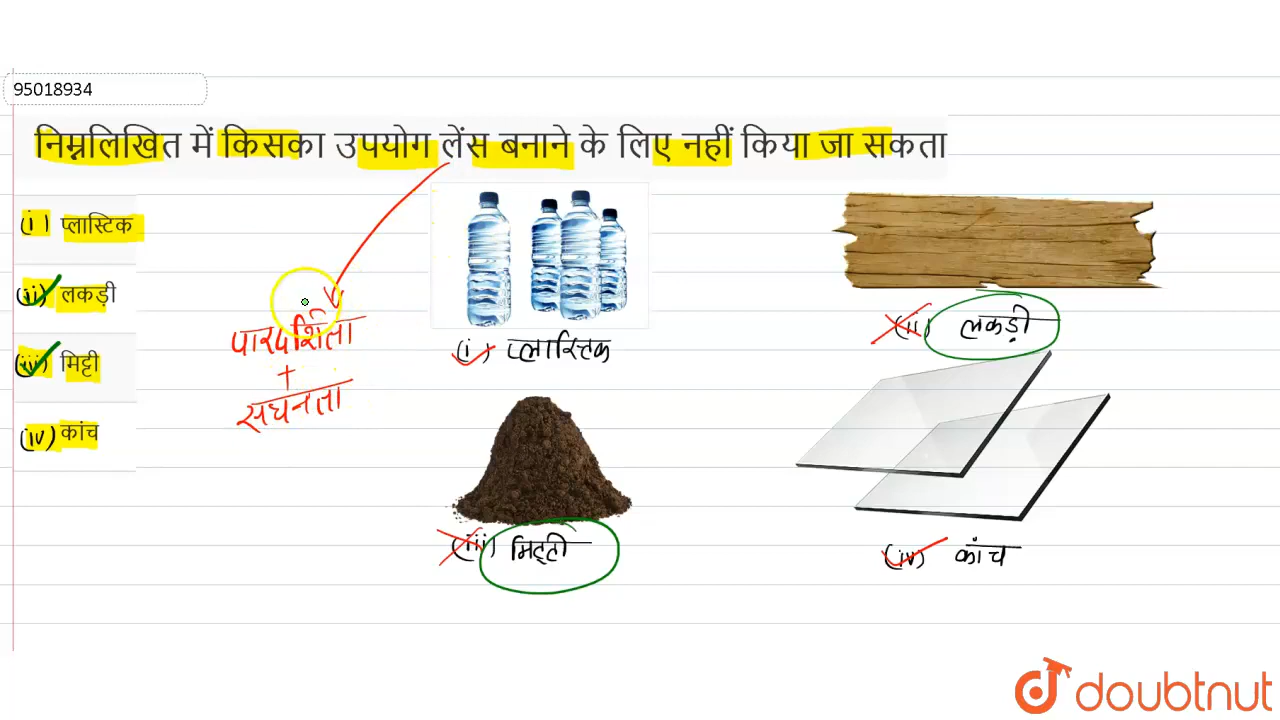 95018934
निम्नलिखित में किसका उपयोग लेंस बनाने के लिए नहीं किया जा सकता
(i) प्लास्टिक
(ii) लकड़ी
(iii) मिट्टी
(iv) कांच
पारदर्शिता
+
सघनता
(i) प्लास्टिक
(ii) लकड़ी
(iii) मिट्टी
(iv) कांच
doubtnut